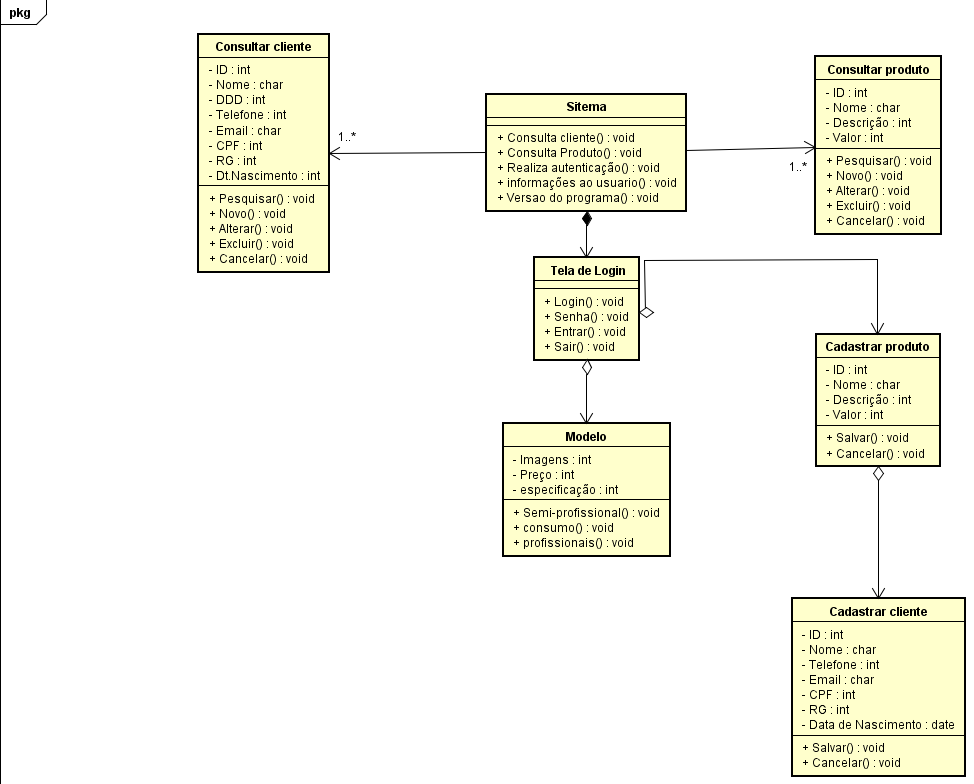 pkg
Consultar cliente
- ID : int
- Nome : char
- DDD : int
- Telefone : int
- Email : char
- CPF : int
- RG : int
- Dt.Nascimento : int
+ Pesquisar() : void
+ Novo() : void
+ Alterar() : void
+ Excluir() : void
+ Cancelar() : void
1..*
Sitema
+ Consulta cliente() : void
+ Consulta Produto() : void
+ Realiza autenticação() : void
+ informações ao usuario() : void
+ Versao do programa() : void
1..*
Consultar produto
- ID : int
- Nome : char
- Descrição : int
- Valor : int
+ Pesquisar() : void
+ Novo() : void
+ Alterar() : void
+ Excluir() : void
+ Cancelar() : void
Tela de Login
+ Login() : void
+ Senha() : void
+ Entrar() : void
+ Sair() : void
Cadastrar produto
- ID : int
- Nome : char
- Descrição : int
- Valor : int
+ Salvar() : void
+ Cancelar() : void
Modelo
- Imagens : int
- Preço : int
- especificação : int
+ Semi-profissional() : void
+ consumo() : void
+ profissionais() : void
Cadastrar cliente
- ID : int
- Nome : char
- Telefone : int
- Email : char
- CPF : int
- RG : int
- Data de Nascimento : date
+ Salvar() : void
+ Cancelar() : void